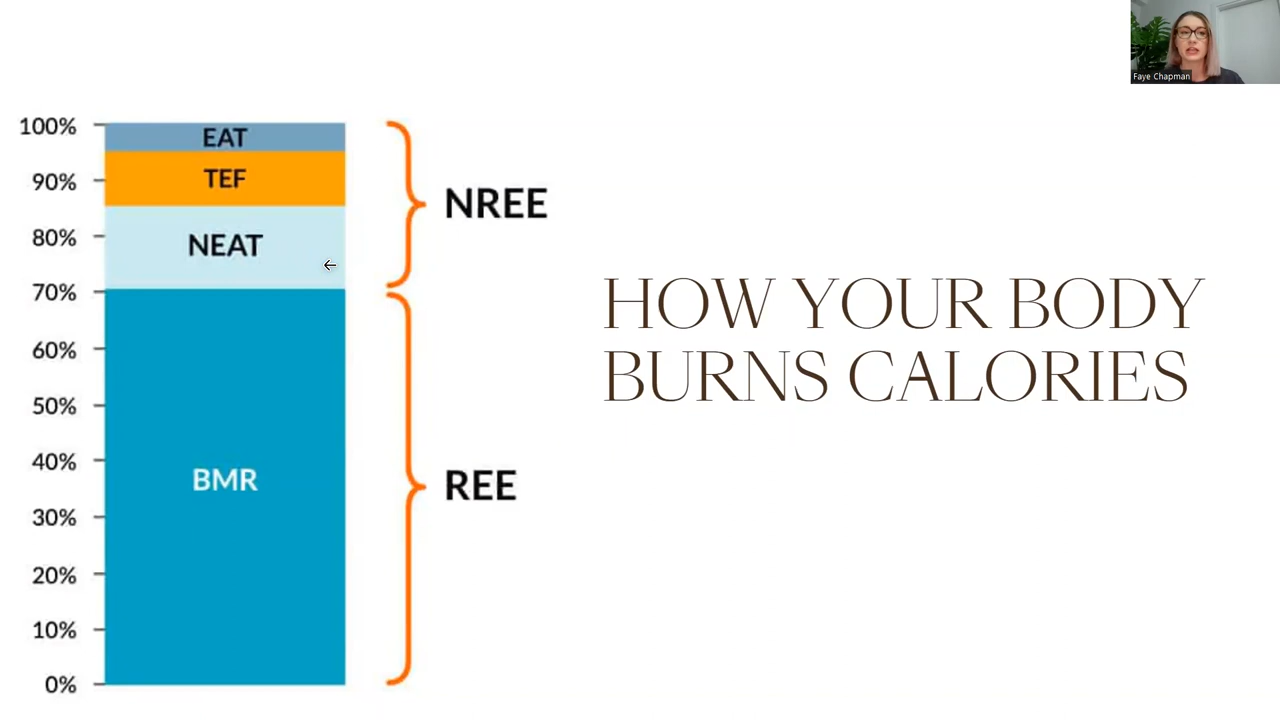 Faye Chapman
100%
90%
80%
70%
60%
50%
40%
30%
20%
10%
0%
EAT
TEF
NEAT
BMR
NREE
REE
HOW YOUR BODY
BURNS CALORIES